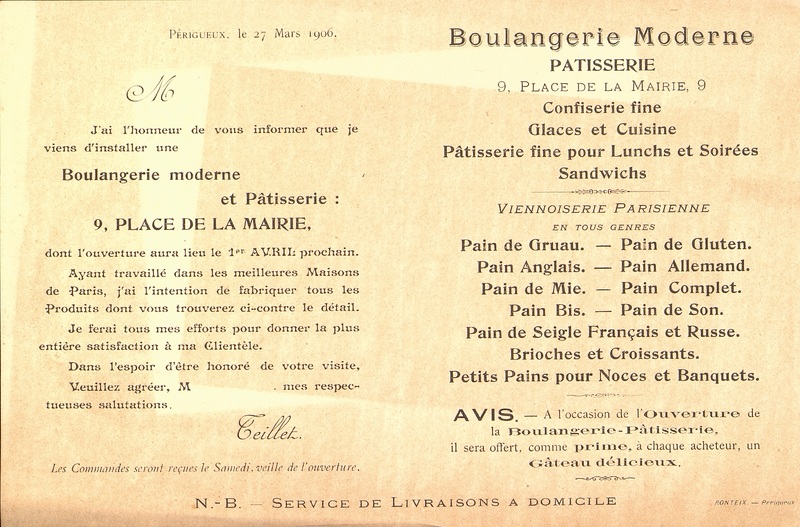 Périgueux, le 27 Mars 1906.
M
J'ai l'honneur de vous informer que je
viens d'installer une
Boulangerie moderne
et Pâtisserie :
9, PLACE DE LA MAIRIE,
dont l'ouverture aura lieu le 1er AVRIL prochain.
Ayant travaillé dans les meilleures Maisons
de Paris, j'ai l'intention de fabriquer tous les
Produits dont vous trouverez ci-contre le détail.
Je ferai tous mes efforts pour donner la plus
entière satisfaction à ma Clientèle.
Dans l'espoir d'être honoré de votre visite,
Veuillez agréer, M . mes respec-
tueuses salutations.
Teillet.
Les Commandes seront reçues le Samedi, veille de l'ouverture.
Boulangerie Moderne
PATISSERIE
9, Place de la Mairie, 9
Confiserie fine
Glaces et Cuisine
Pâtisserie fine pour Lunchs et Soirées
Sandwichs
Viennoiserie Parisienne
EN TOUS GENRES
Pain de Gruau. — Pain de Gluten.
Pain Anglais. — Pain Allemand.
Pain de Mie. — Pain Complet.
Pain Bis. — Pain de Son.
Pain de Seigle Français et Russe.
Brioches et Croissants.
Petits Pains pour Noces et Banquets.
AVIS. — A l'occasion de l'Ouverture de
la Boulangerie-Pâtisserie,
il sera offert, comme prime, à chaque acheteur, un
Gâteau délicieux.
N.-B. — Service de Livraisons a domicile
RONTEIX. — Périgueux